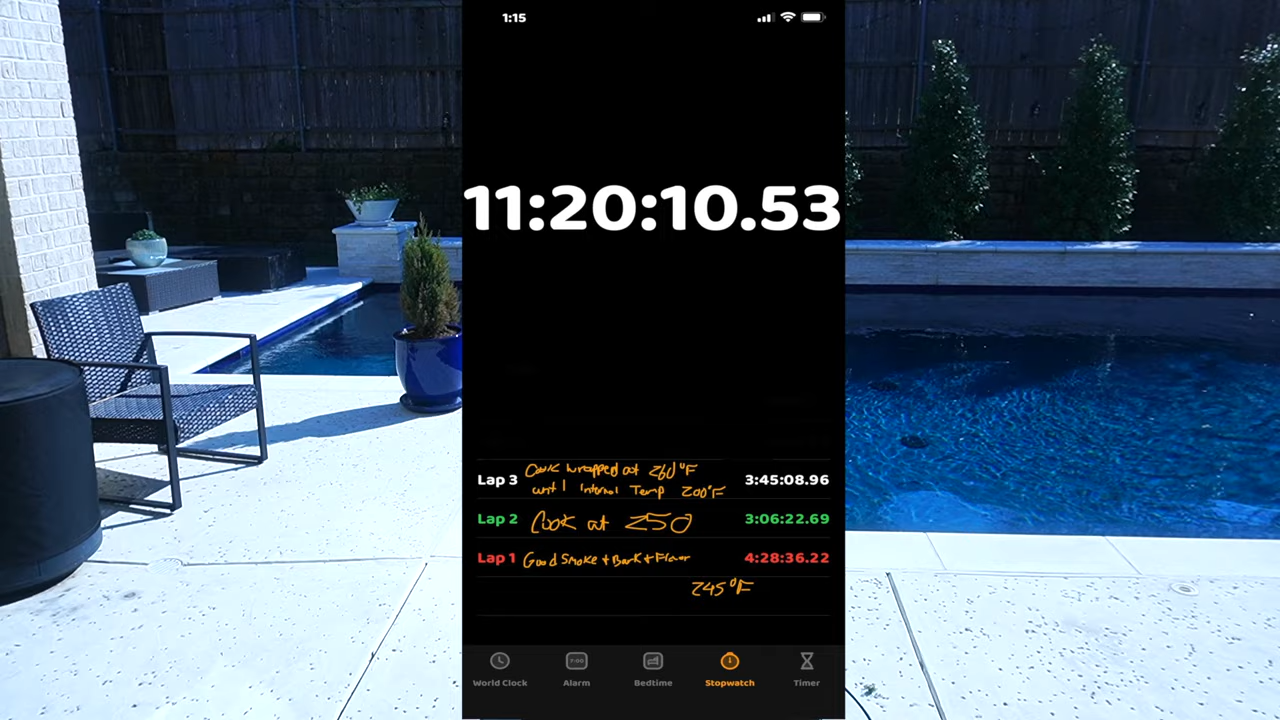 1:15
11:20:10.53
Lap 3 Cook wrapped at 260°F 3:45:08.96
until Internal Temp 200°F
Lap 2 Cook at 250 3:06:22.69
Lap 1 Good Smoke + Bark + Flavor 4:28:36.22
245°F
World Clock Alarm Bedtime Stopwatch Timer